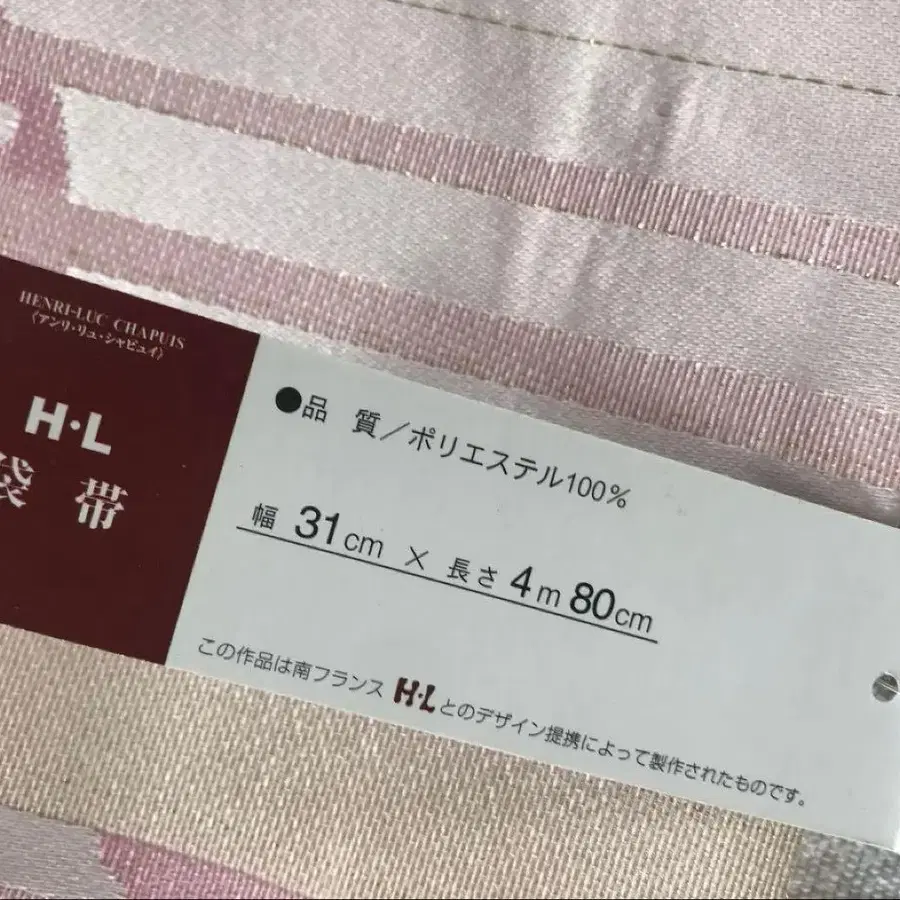 HENRI-LUC CHAPUIS
〈アンリ・リュ・シャピュイ〉
H·L
袋 帯
●品 質／ポリエステル100%
幅 31cm × 長さ 4m 80cm
この作品は南フランス H·L とのデザイン提携によって製作されたものです。